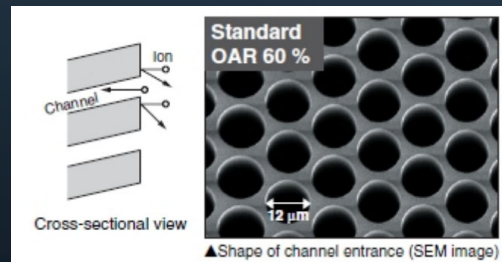 Ion
Channel
Cross-sectional view
Standard
OAR 60 %
12 μm
▲Shape of channel entrance (SEM image)